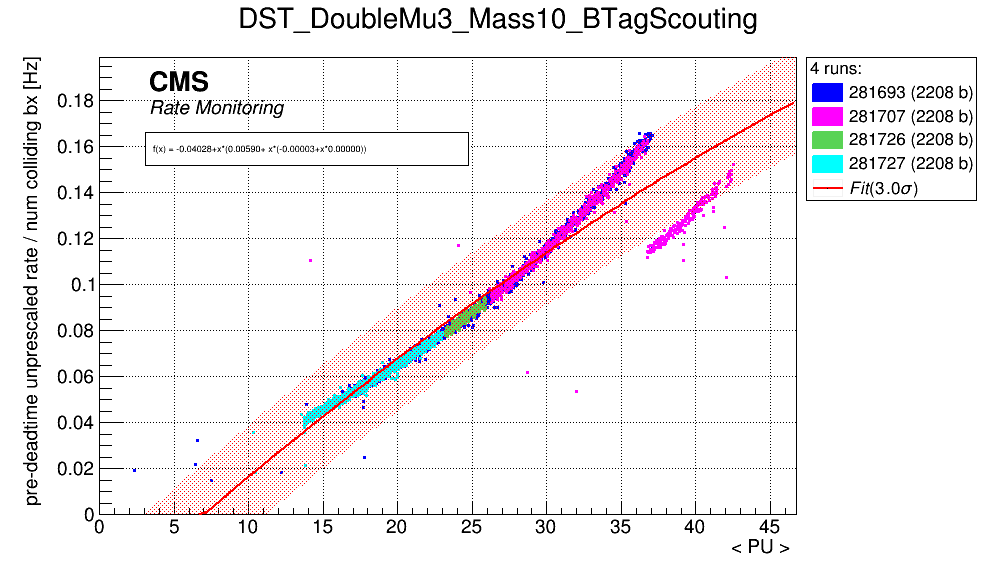 DST_DoubleMu3_Mass10_BTagScouting
pre-deadtime unprescaled rate / num colliding bx [Hz]
CMS
Rate Monitoring
f(x) = -0.04028+x*(0.00590+ x*(-0.00003+x*0.00000))
0.18
0.16
0.14
0.12
0.1
0.08
0.06
0.04
0.02
0
0 5 10 15 20 25 30 35 40 45
< PU >
4 runs:
281693 (2208 b)
281707 (2208 b)
281726 (2208 b)
281727 (2208 b)
Fit(3.0σ)